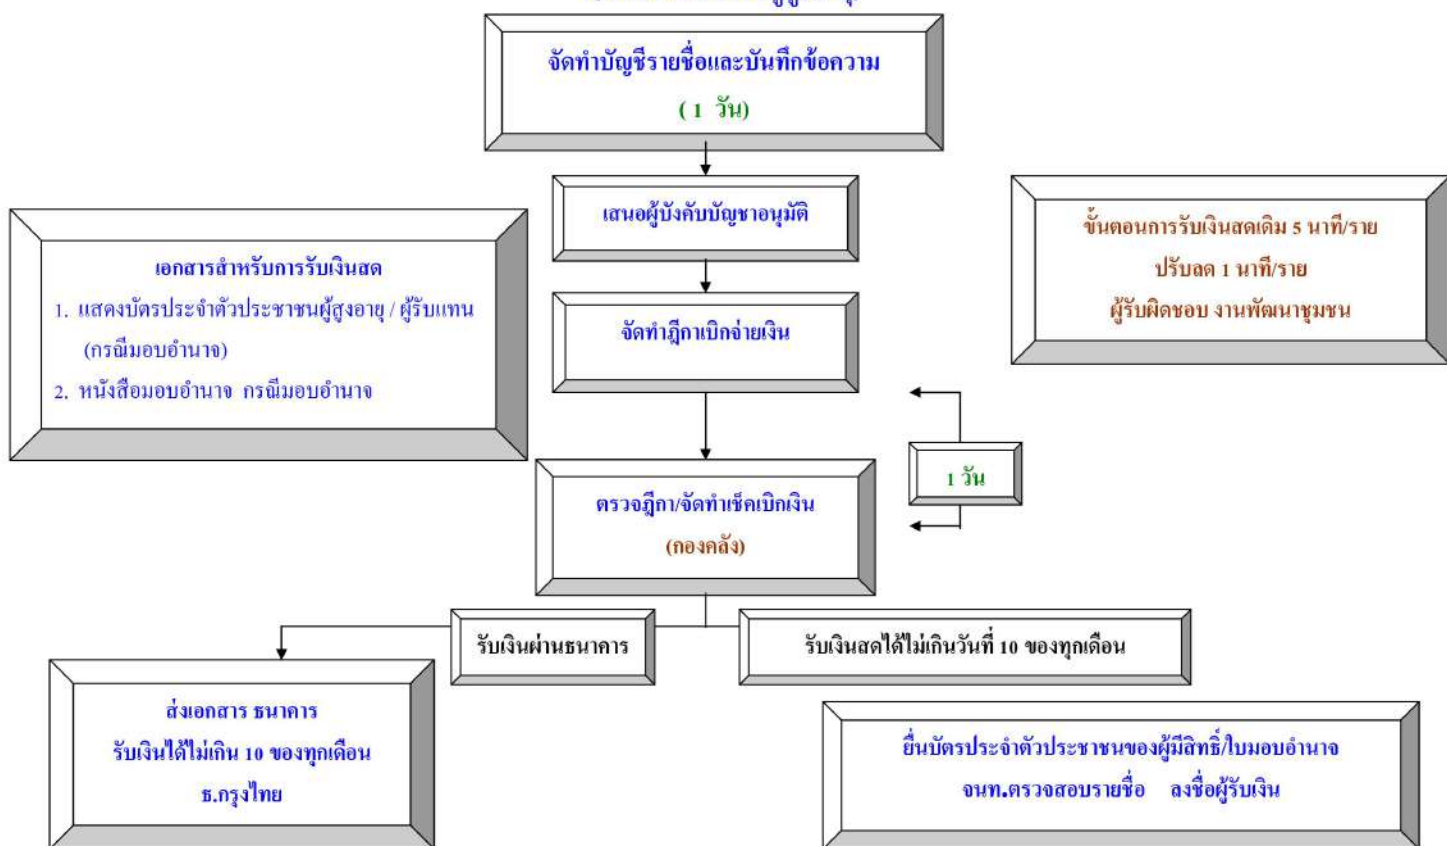 จัดทำบัญชีรายชื่อและบันทึกข้อความ
( 1 วัน)
เสนอผู้บังคับบัญชาอนุมัติ
เอกสารสำหรับการรับเงินสด
1. แสดงบัตรประจำตัวประชาชนผู้สูงอายุ / ผู้รับแทน
(กรณีมอบอำนาจ)
2. หนังสือมอบอำนาจ กรณีมอบอำนาจ
ขั้นตอนการรับเงินสดเดิม 5 นาที/ราย
ปรับลด 1 นาที/ราย
ผู้รับผิดชอบ งานพัฒนาชุมชน
จัดทำฎีกาเบิกจ่ายเงิน
1 วัน
ตรวจฎีกา/จัดทำเช็คเบิกเงิน
(กองคลัง)
รับเงินผ่านธนาคาร
รับเงินสดได้ไม่เกินวันที่ 10 ของทุกเดือน
ส่งเอกสาร ธนาคาร
รับเงินได้ไม่เกิน 10 ของทุกเดือน
ธ.กรุงไทย
ยื่นบัตรประจำตัวประชาชนของผู้มีสิทธิ์/ใบมอบอำนาจ
จนท.ตรวจสอบรายชื่อ ลงชื่อผู้รับเงิน